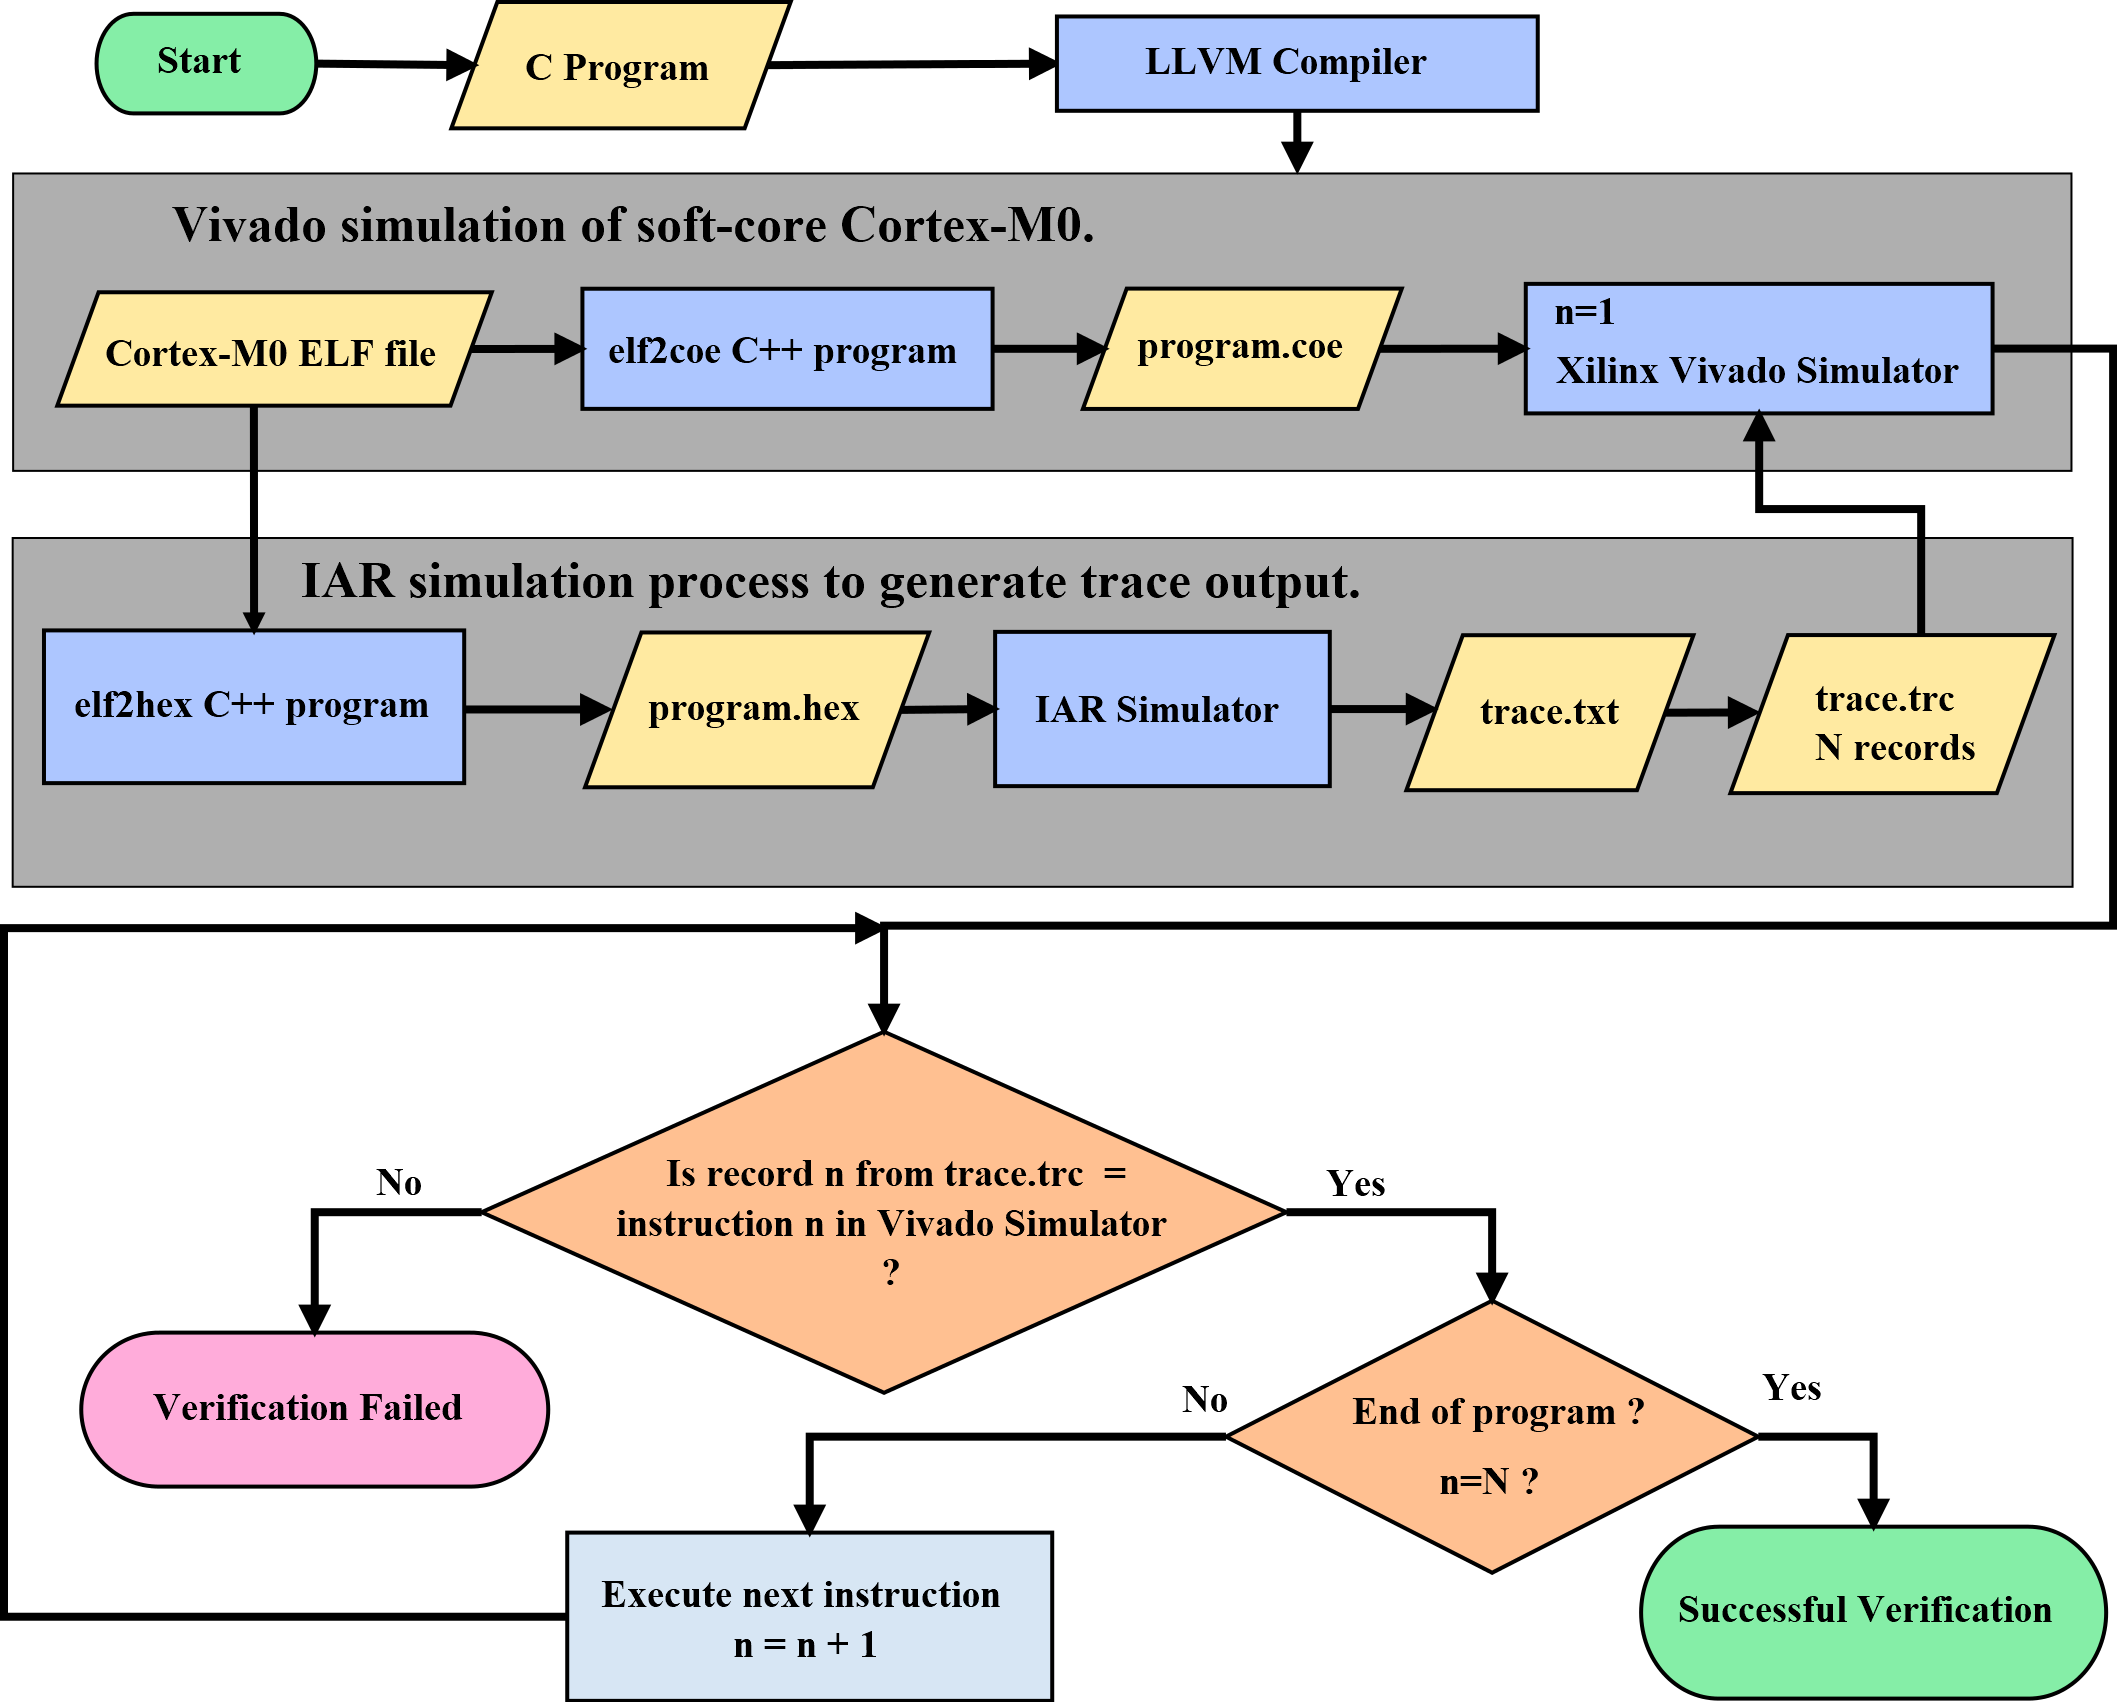 Start
C Program
LLVM Compiler
Vivado simulation of soft-core Cortex-M0.
Cortex-M0 ELF file
elf2coe C++ program
program.coe
n=1
Xilinx Vivado Simulator
IAR simulation process to generate trace output.
elf2hex C++ program
program.hex
IAR Simulator
trace.txt
trace.trc
N records
Is record n from trace.trc =
instruction n in Vivado Simulator
?
No
Yes
Verification Failed
End of program ?
n=N ?
No
Yes
Execute next instruction
n = n + 1
Successful Verification